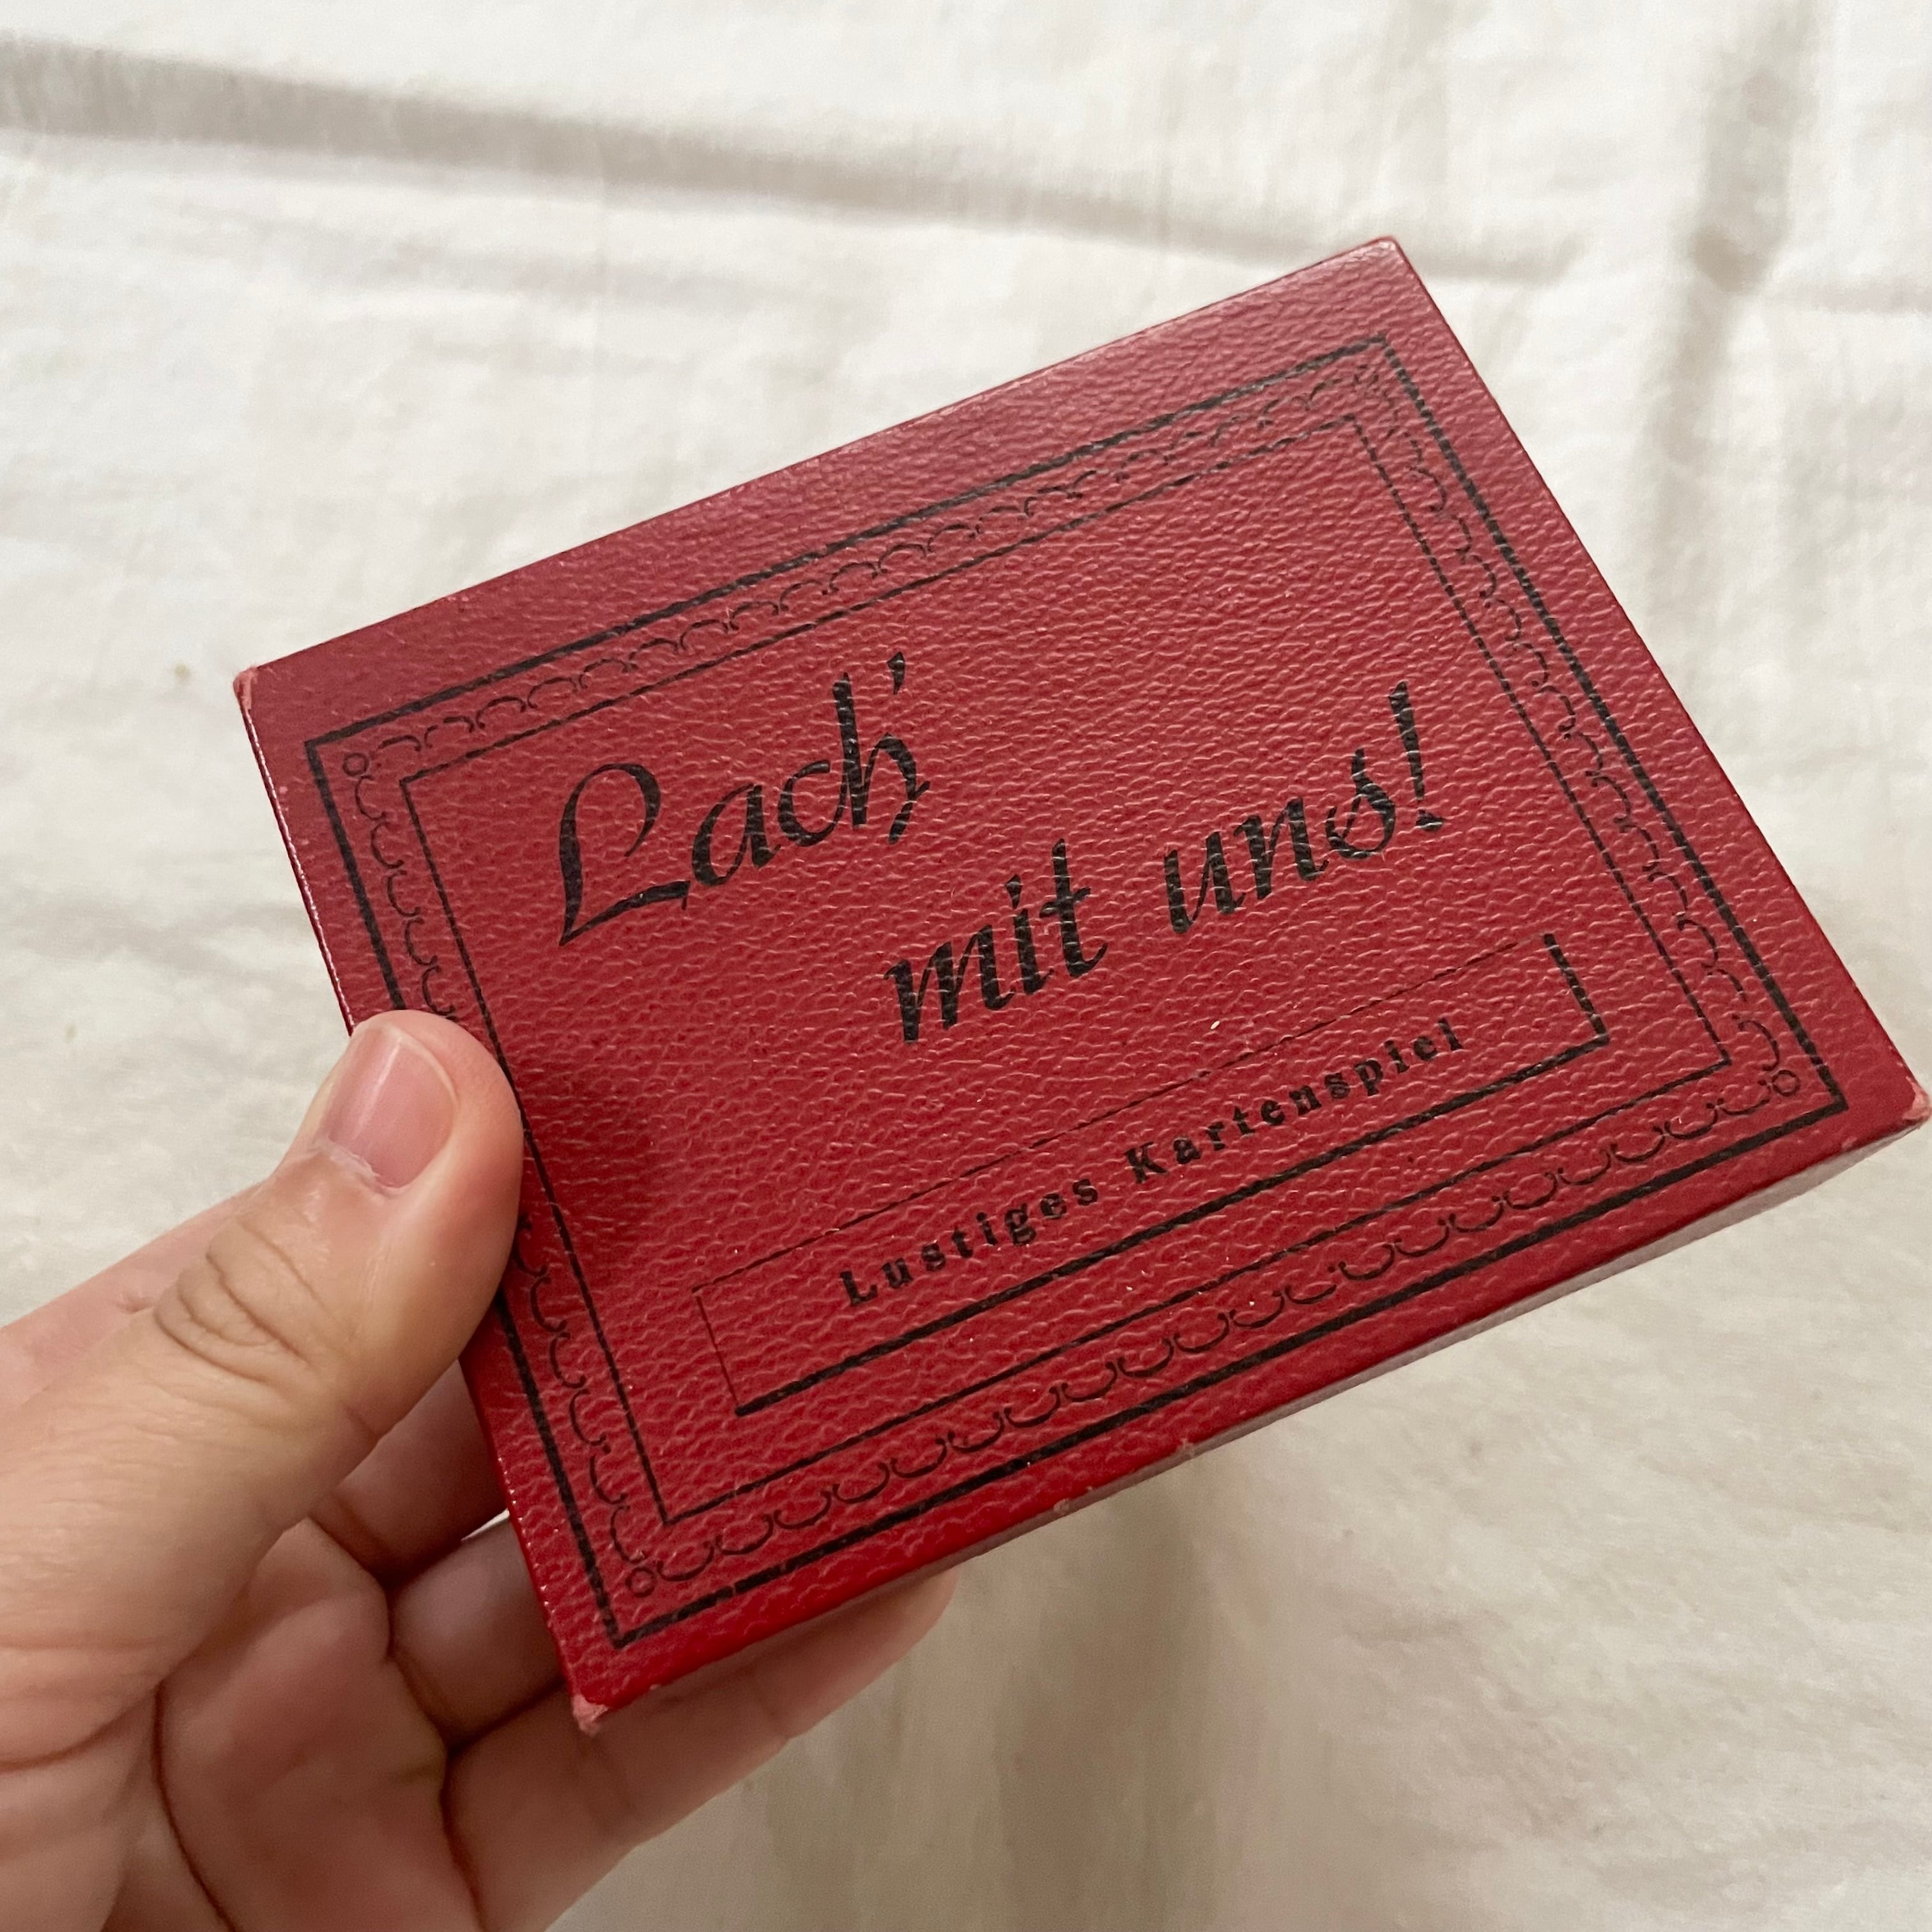 Lach'
mit uns!
Lustiges Kartenspiel